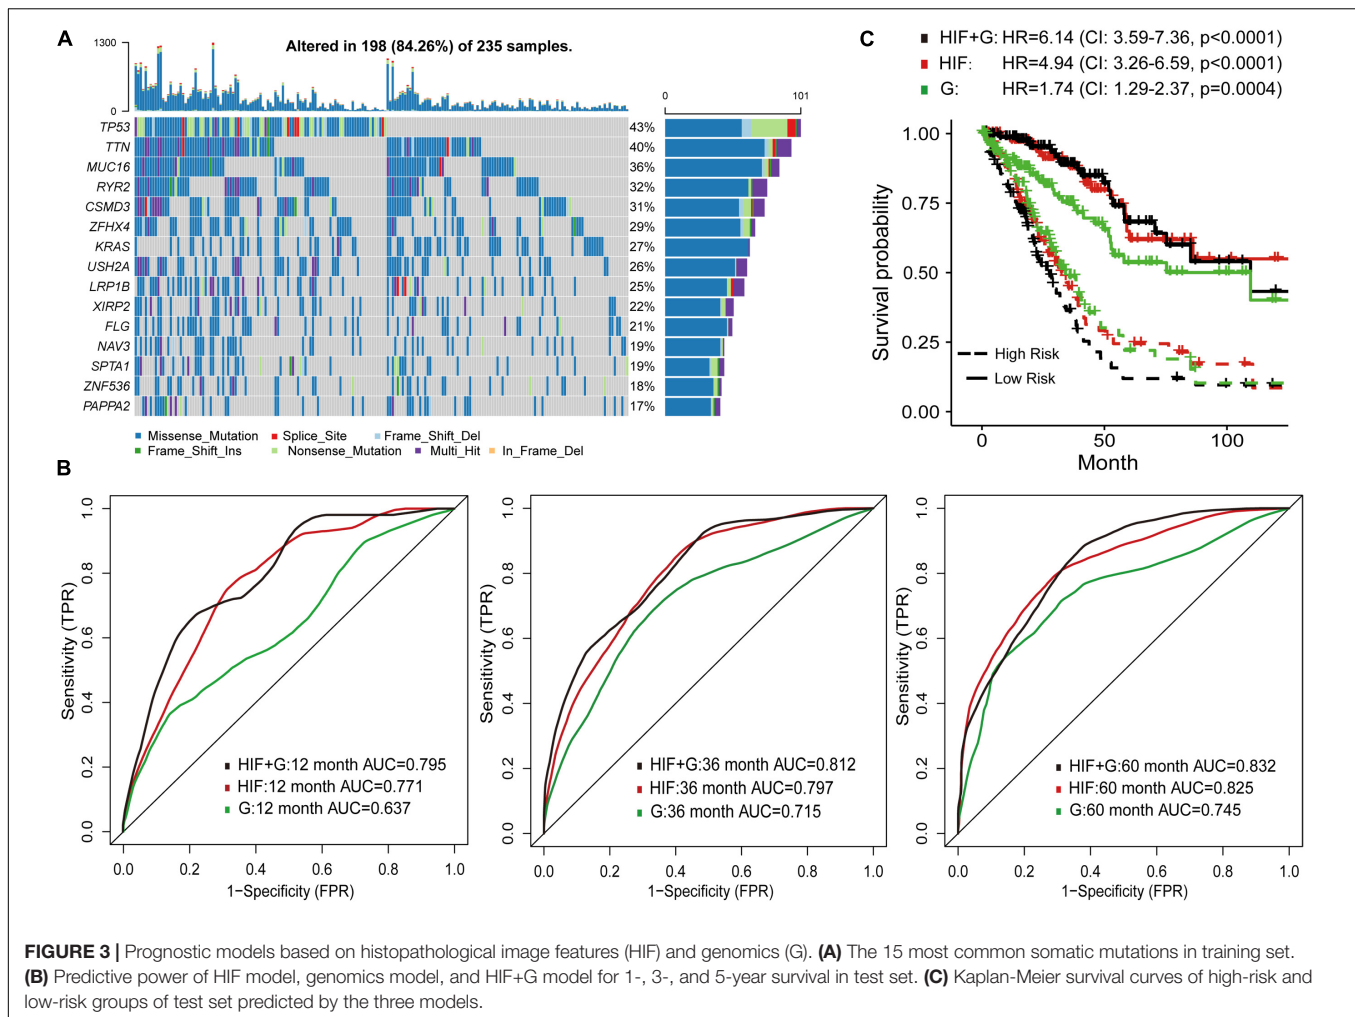 A
Altered in 198 (84.26%) of 235 samples.
1300
0
0 101
TP53 43%
TTN 40%
MUC16 36%
RYR2 32%
CSMD3 31%
ZFHX4 29%
KRAS 27%
USH2A 26%
LRP1B 25%
XIRP2 22%
FLG 21%
NAV3 19%
SPTA1 19%
ZNF536 18%
PAPPA2 17%
Missense_Mutation Splice_Site Frame_Shift_Del
Frame_Shift_Ins Nonsense_Mutation Multi_Hit In_Frame_Del
C
HIF+G: HR=6.14 (CI: 3.59-7.36, p<0.0001)
HIF: HR=4.94 (CI: 3.26-6.59, p<0.0001)
G: HR=1.74 (CI: 1.29-2.37, p=0.0004)
Survival probability
1.00
0.75
0.50
0.25
0.00
High Risk
Low Risk
0 50 100
Month
B
Sensitivity (TPR)
1.0
0.8
0.6
0.4
0.2
0.0
HIF+G:12 month AUC=0.795
HIF:12 month AUC=0.771
G:12 month AUC=0.637
0.0 0.2 0.4 0.6 0.8 1.0
1−Specificity (FPR)
Sensitivity (TPR)
1.0
0.8
0.6
0.4
0.2
0.0
HIF+G:36 month AUC=0.812
HIF:36 month AUC=0.797
G:36 month AUC=0.715
0.0 0.2 0.4 0.6 0.8 1.0
1−Specificity (FPR)
Sensitivity (TPR)
1.0
0.8
0.6
0.4
0.2
0.0
HIF+G:60 month AUC=0.832
HIF:60 month AUC=0.825
G:60 month AUC=0.745
0.0 0.2 0.4 0.6 0.8 1.0
1−Specificity (FPR)
FIGURE 3 | Prognostic models based on histopathological image features (HIF) and genomics (G). (A) The 15 most common somatic mutations in training set.
(B) Predictive power of HIF model, genomics model, and HIF+G model for 1-, 3-, and 5-year survival in test set. (C) Kaplan-Meier survival curves of high-risk and
low-risk groups of test set predicted by the three models.